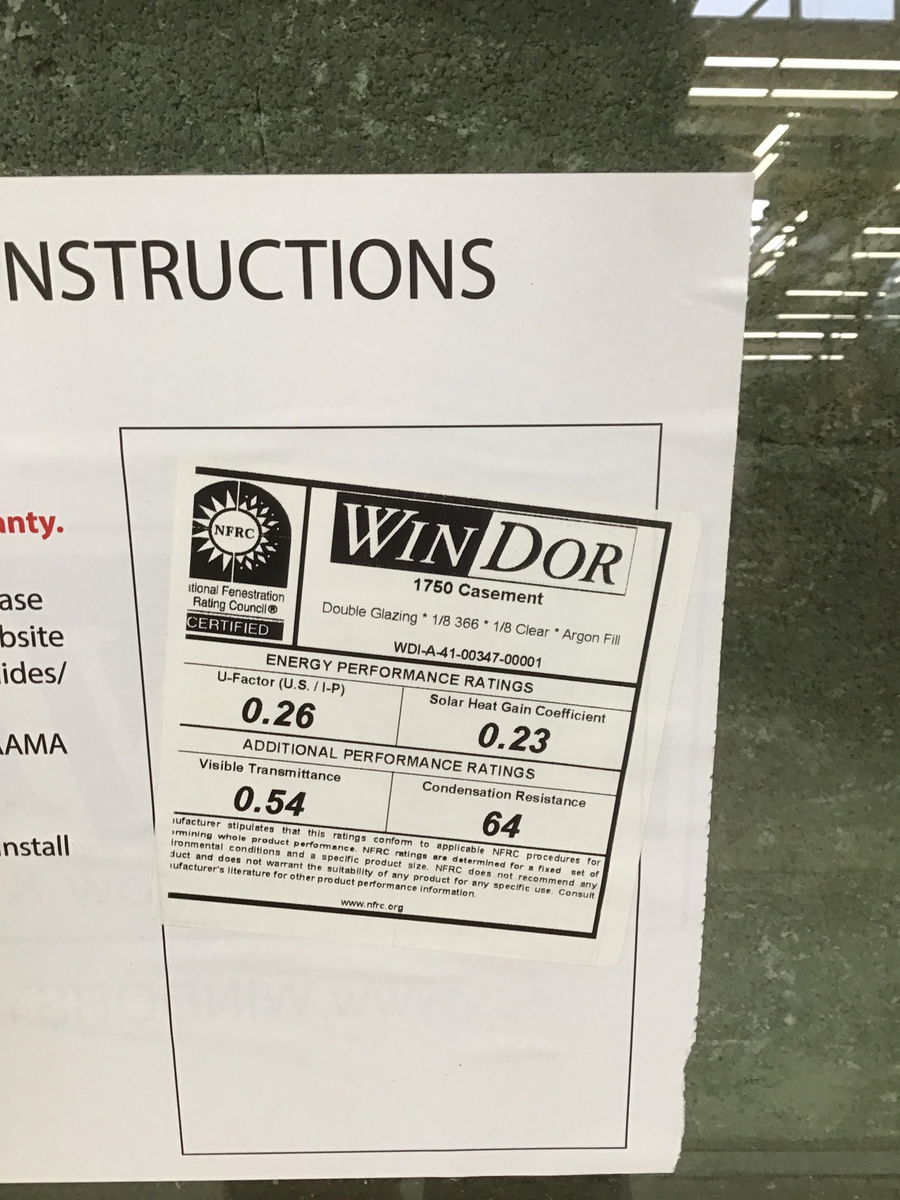 NSTRUCTIONS
anty.
ase
bsite
ides/
AAMA
nstall
NFRC
ational Fenestration
Rating Council®
CERTIFIED
WINDOR
1750 Casement
Double Glazing * 1/8 366 * 1/8 Clear * Argon Fill
WDI-A-41-00347-00001
ENERGY PERFORMANCE RATINGS
U-Factor (U.S. / I-P)
0.26
Solar Heat Gain Coefficient
0.23
ADDITIONAL PERFORMANCE RATINGS
Visible Transmittance
0.54
Condensation Resistance
64
ufacturer stipulates that this ratings conform to applicable NFRC procedures for
rmining whole product performance. NFRC ratings are determined for a fixed set of
ironmental conditions and a specific product size. NFRC does not recommend any
duct and does not warrant the suitability of any product for any specific use. Consult
ufacturer's literature for other product performance information.
www.nfrc.org